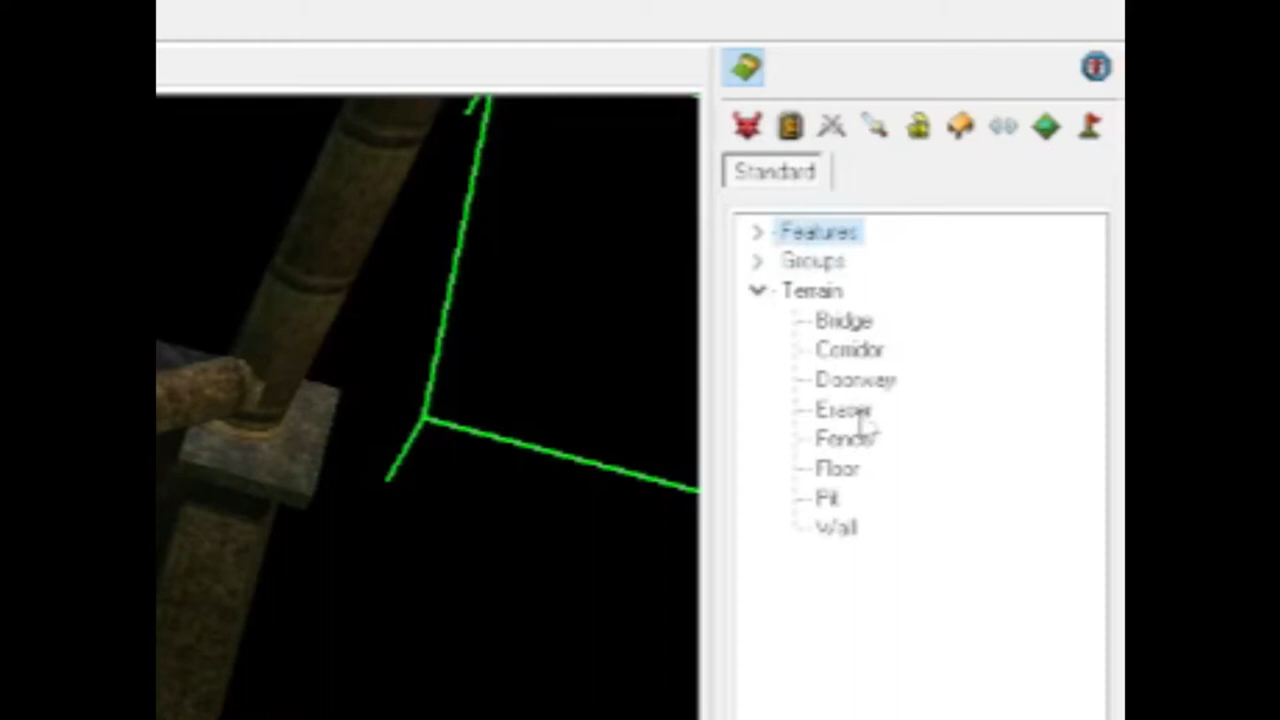 Standard
Features
Groups
Terrain
Bridge
Corridor
Doorway
Eraser
Fence
Floor
Pit
Wall